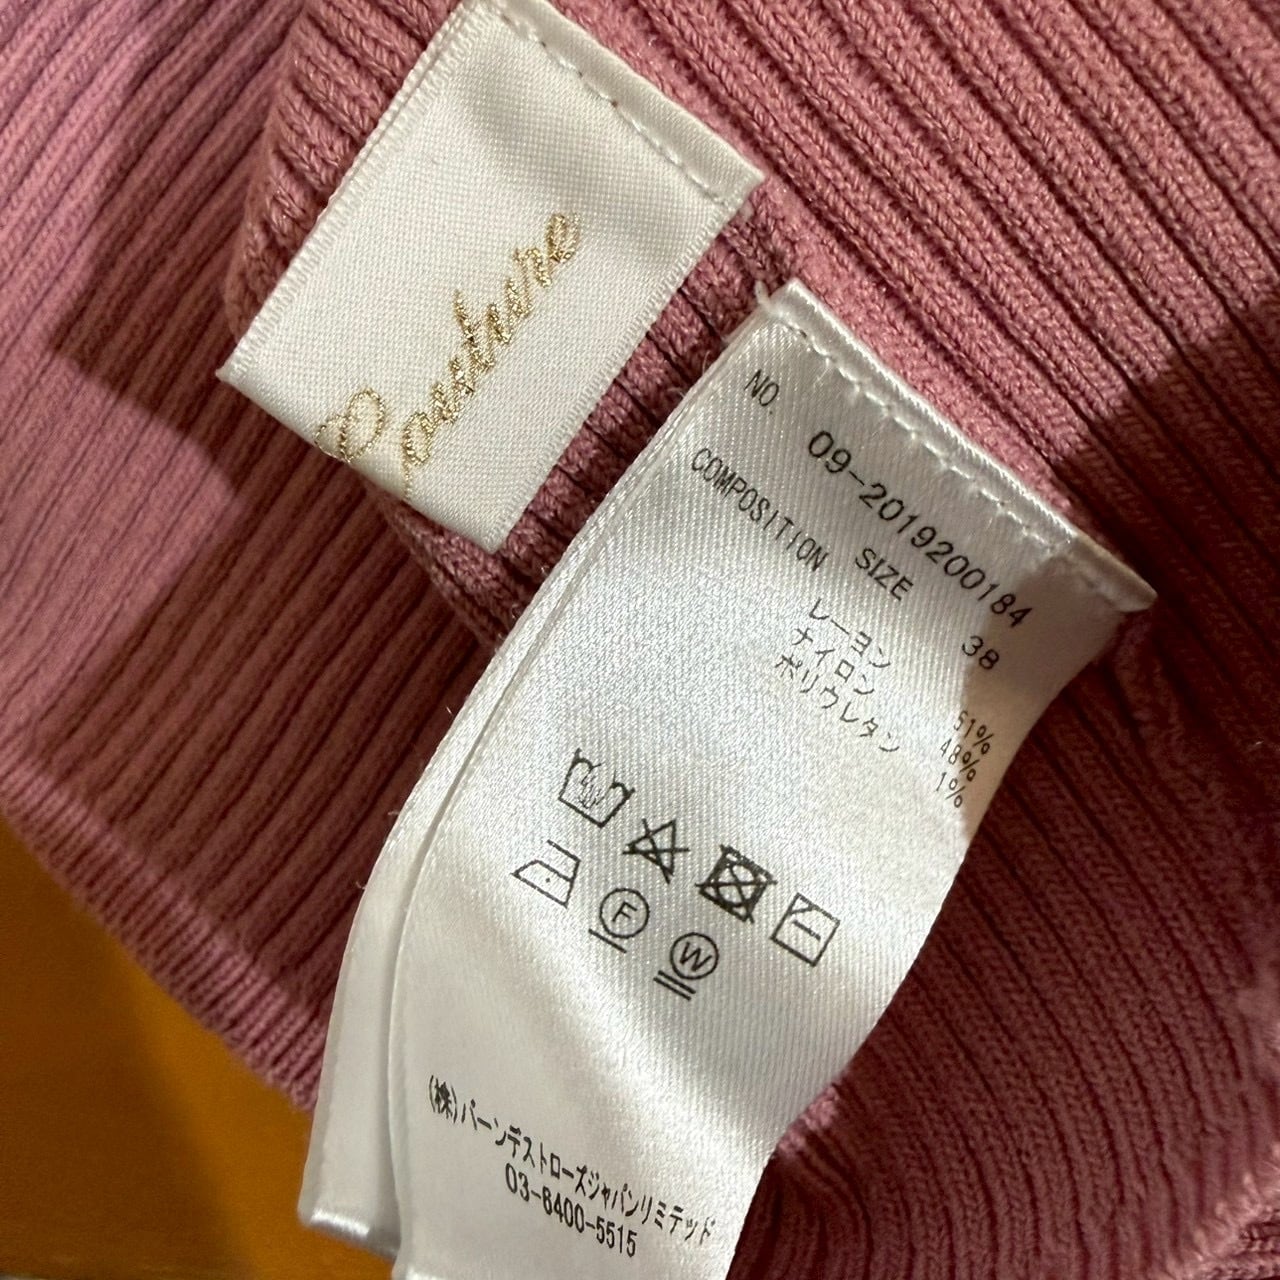 Couture
NO.
09-2019200184
COMPOSITION SIZE 38
レーヨン 51%
ナイロン 48%
ポリウレタン 1%
F
W
(株)バーンデストローズジャパンリミテッド
03-6400-5515